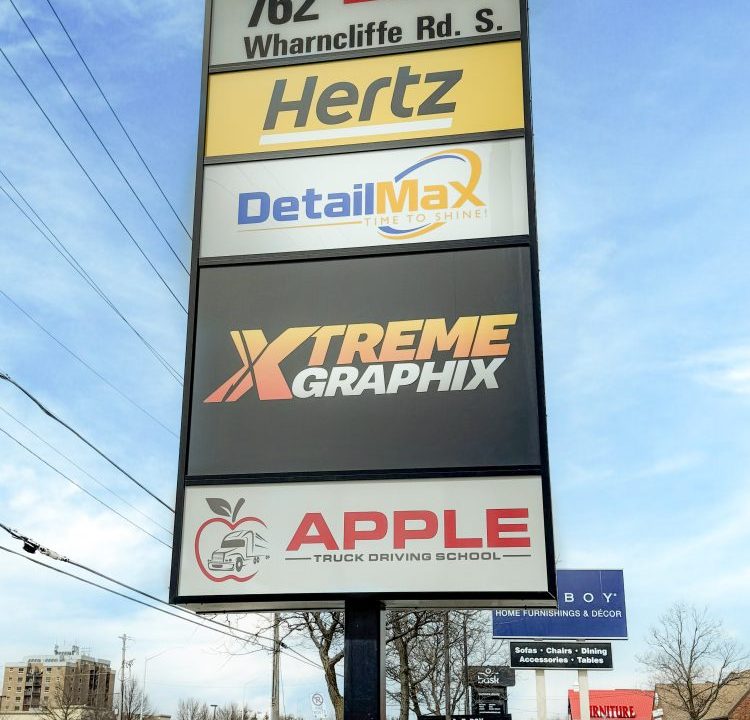 762
Wharncliffe Rd. S.
Hertz
DetailMax
TIME TO SHINE!
XTREME
GRAPHIX
APPLE
TRUCK DRIVING SCHOOL
BOY
HOME FURNISHINGS & DÉCOR
Sofas • Chairs • Dining
Accessories • Tables